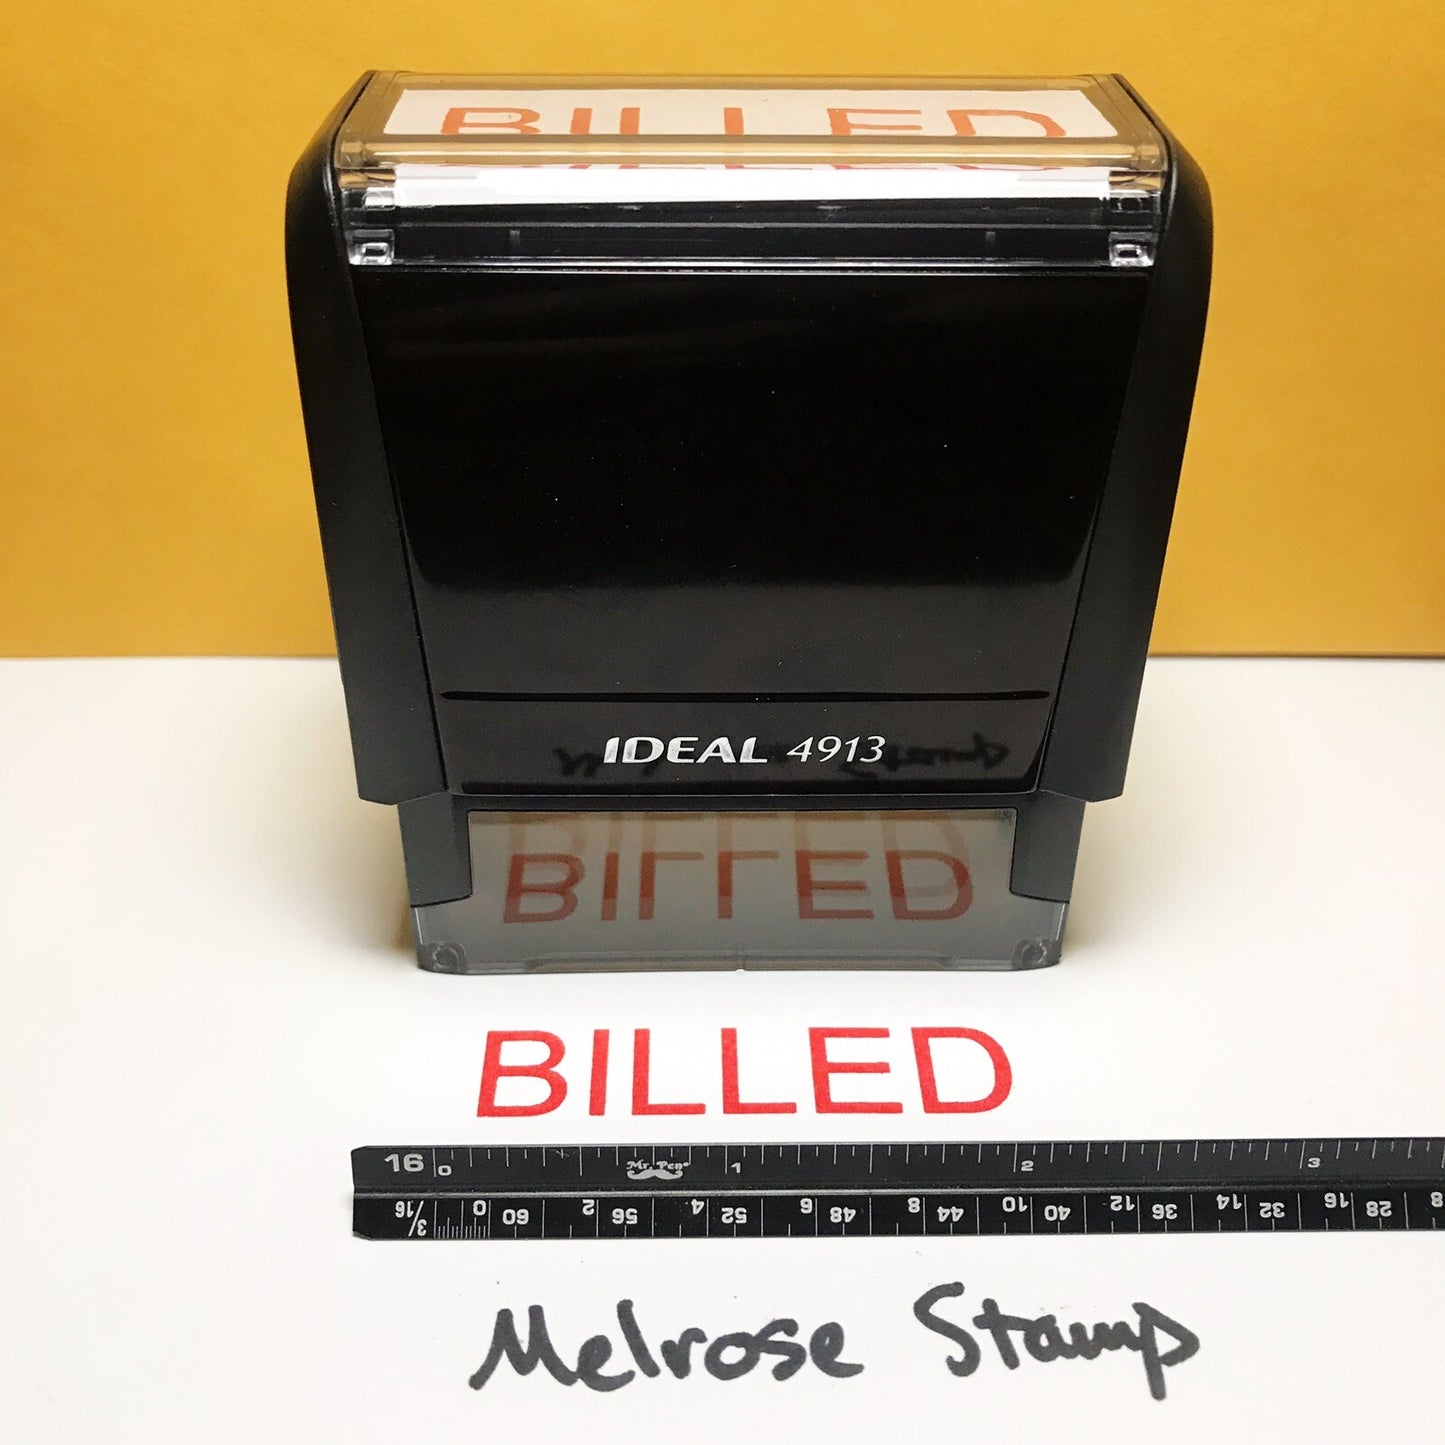 BILLED
IDEAL 4913
BILLED
BILLED
16 0 Mr. Pen® 1 2 3
3/16 0 60 2 56 4 52 6 48 8 44 10 40 12 36 14 32 16 28 8
Melrose Stamp